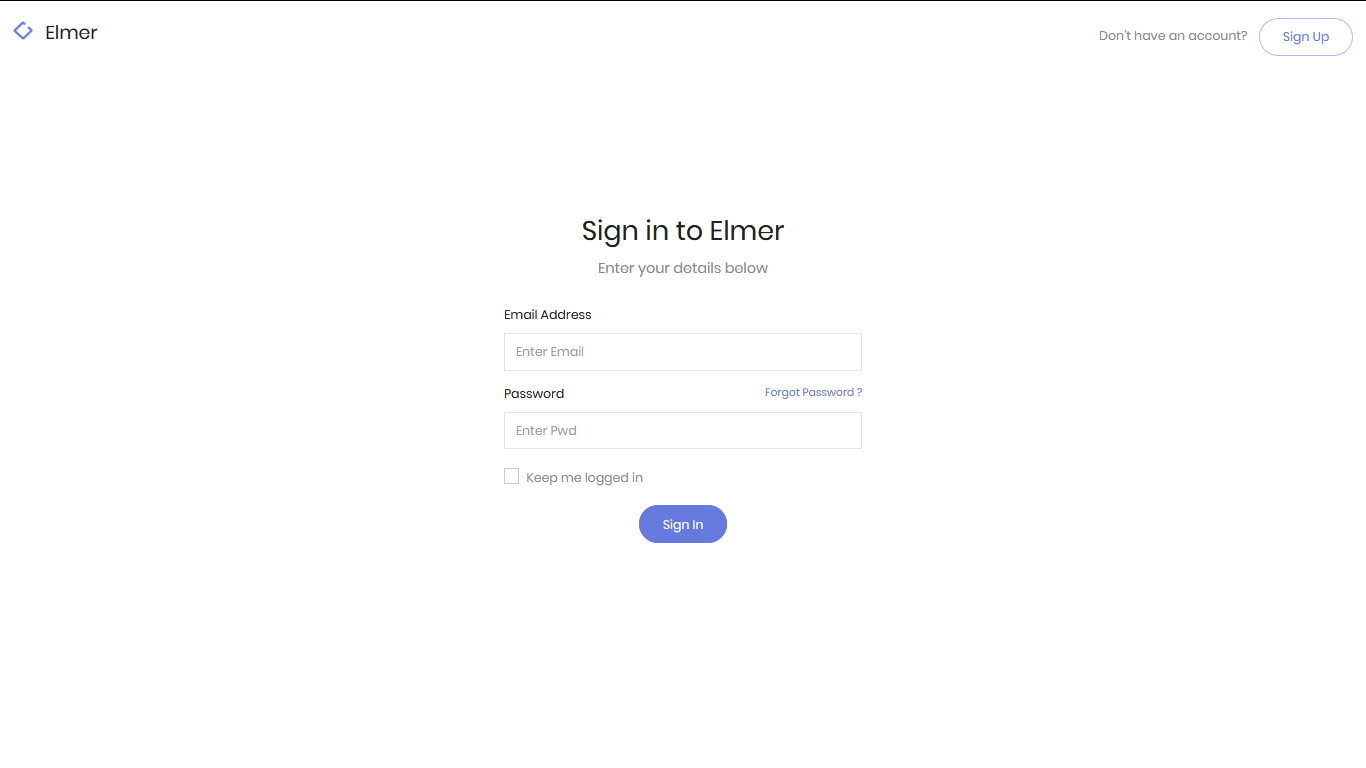 Elmer
Don't have an account?
Sign Up
Sign in to Elmer
Enter your details below
Email Address
Enter Email
Password
Forgot Password ?
Enter Pwd
Keep me logged in
Sign In